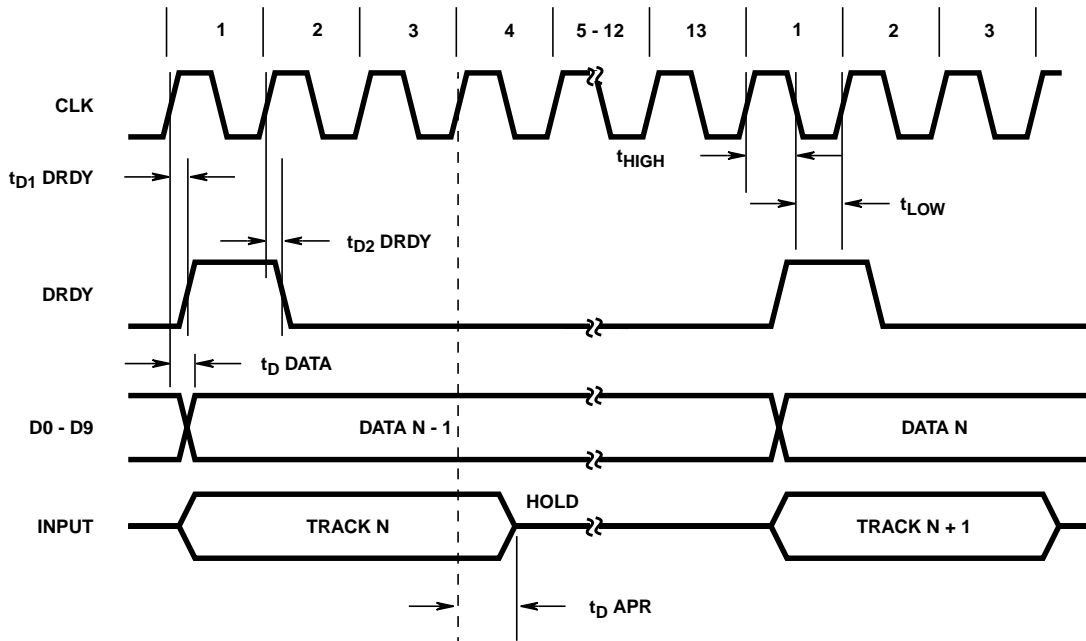 1 2 3 4 5 - 12 13 1 2 3
CLK
tHIGH
tD1 DRDY
tLOW
tD2 DRDY
DRDY
tD DATA
D0 - D9 DATA N - 1 DATA N
HOLD
INPUT TRACK N TRACK N + 1
tD APR